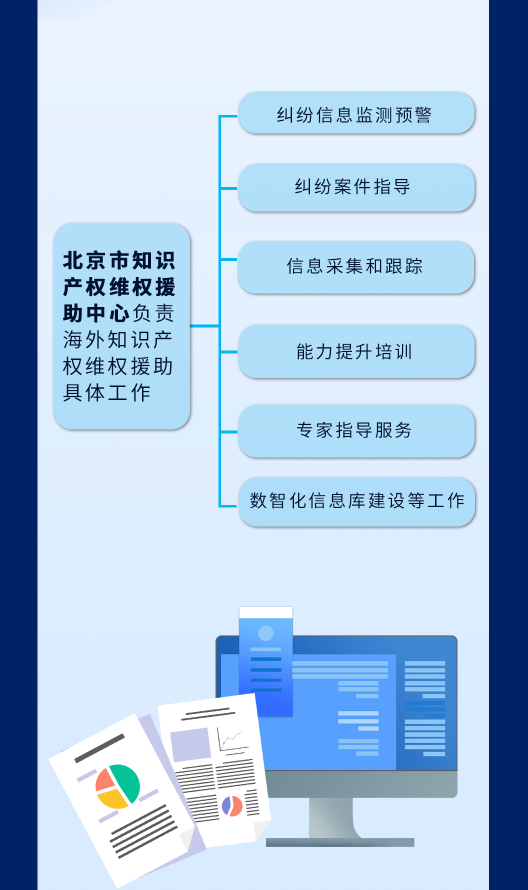 北京市知识
产权维权援
助中心负责
海外知识产
权维权援助
具体工作
纠纷信息监测预警
纠纷案件指导
信息采集和跟踪
能力提升培训
专家指导服务
数智化信息库建设等工作